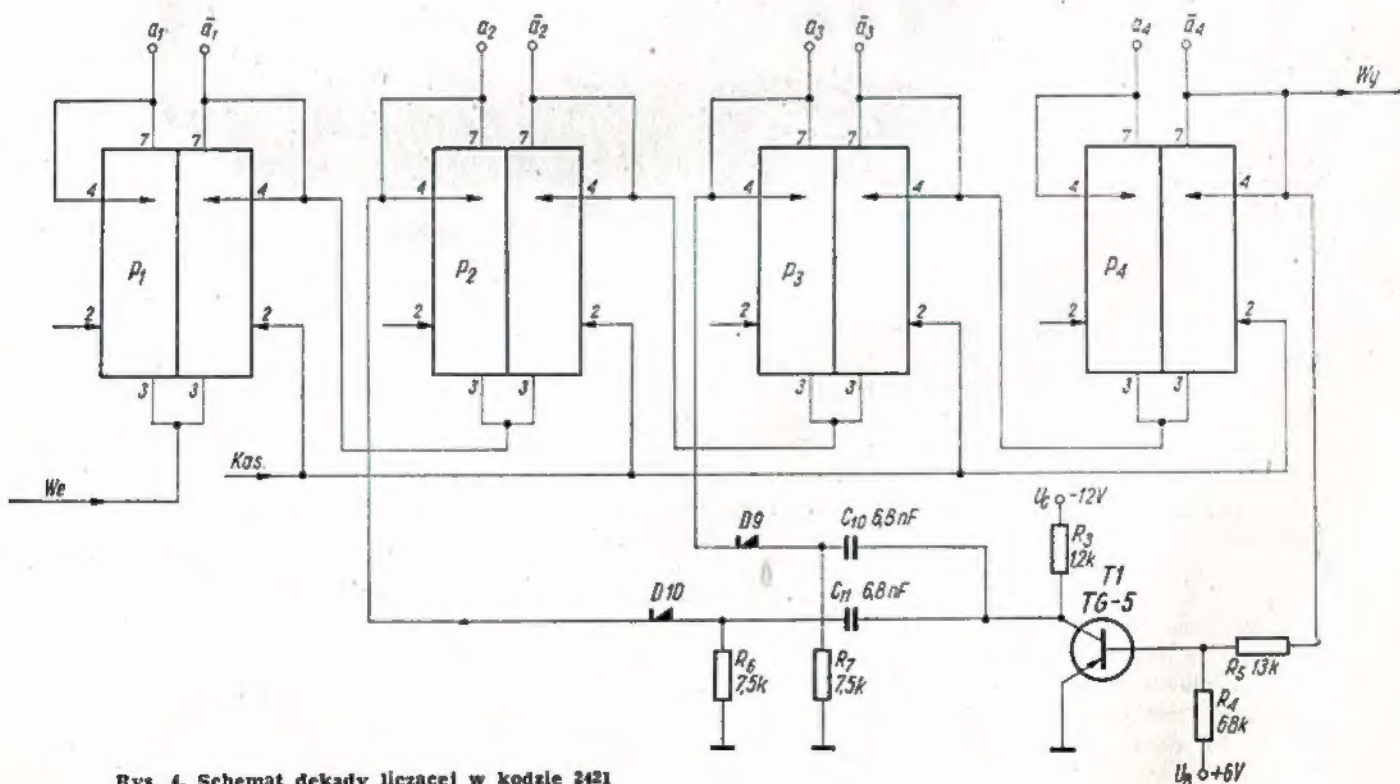 a₁ ā₁ a₂ ā₂ a₃ ā₃ a₄ ā₄
Wy
7 7 7 7 7 7 7 7
4 4 4 4 4 4 4 4
P₁ P₂ P₃ P₄
2 2 2 2 2 2 2 2
3 3 3 3 3 3 3 3
Kas.
We
D9
C₁₀ 6,8nF
U_C -12V
R₃
1,2k
T1
TG-5
D10
C₁₁ 6,8nF
R₆
7,5k
R₇
7,5k
R₅ 13k
R₄
68k
U_B +6V
Rys. 4. Schemat dekady liczącej w kodzie 2421